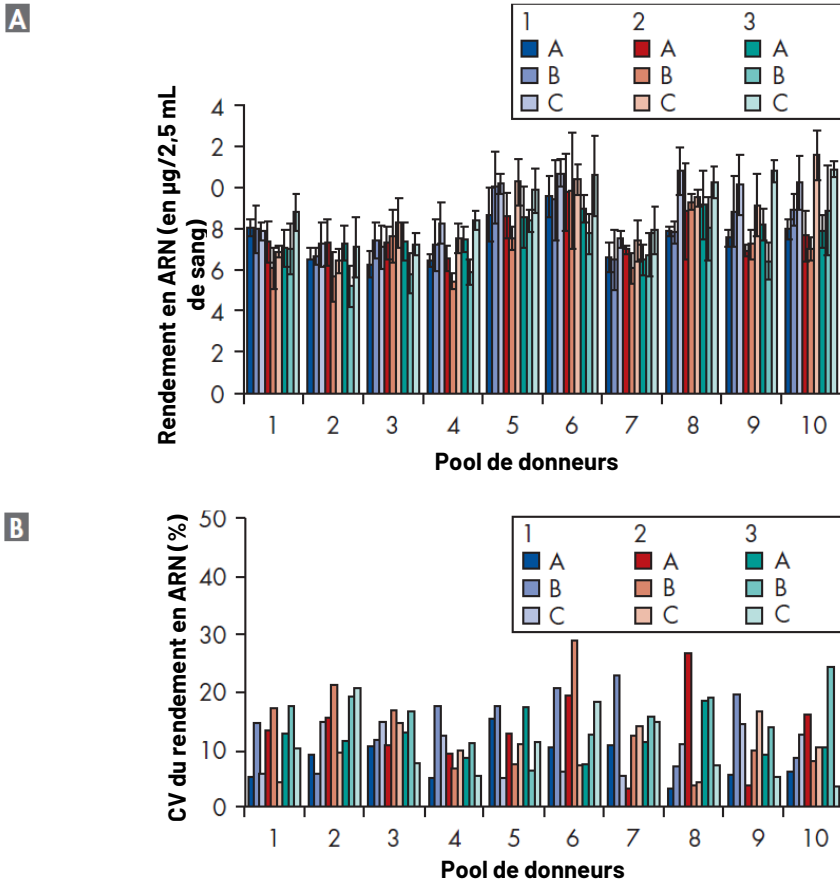 A
1 2 3
A A A
B B B
C C C
Rendement en ARN (en µg/2,5 mL
de sang)
4
2
0
8
6
4
2
0
1 2 3 4 5 6 7 8 9 10
Pool de donneurs
B
1 2 3
A A A
B B B
C C C
CV du rendement en ARN (%)
50
40
30
20
10
0
1 2 3 4 5 6 7 8 9 10
Pool de donneurs